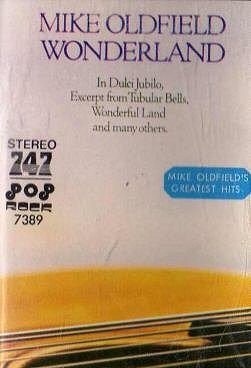 MIKE OLDFIELD
WONDERLAND
In Dulci Jubilo,
Excerpt from Tubular Bells,
Wonderful Land
and many others.
STEREO
747
POP
ROCK
7389
MIKE OLDFIELD'S
GREATEST HITS